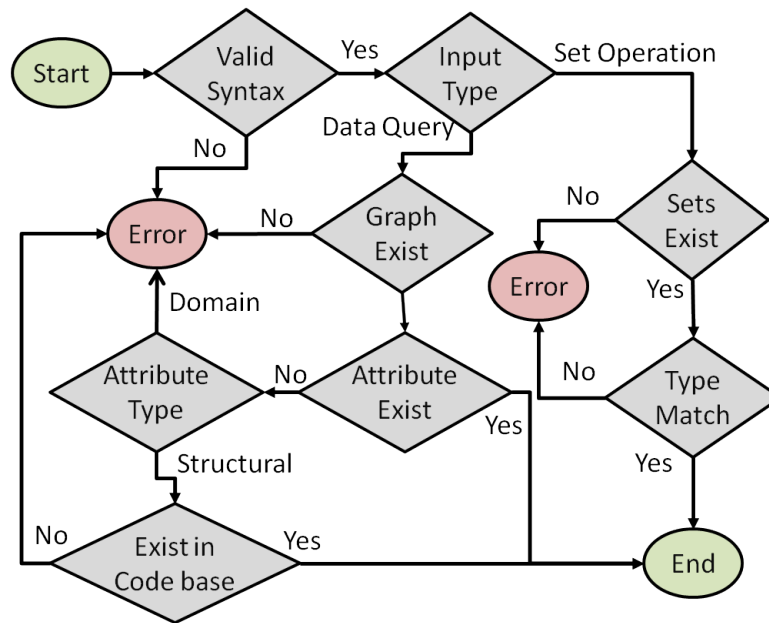 Start
Valid
Syntax
Yes
Input
Type
Set Operation
No
Data Query
Error
No
Graph
Exist
No
Sets
Exist
Error
Yes
Domain
Attribute
Type
No
Attribute
Exist
Yes
No
Type
Match
Yes
Structural
No
Exist in
Code base
Yes
End